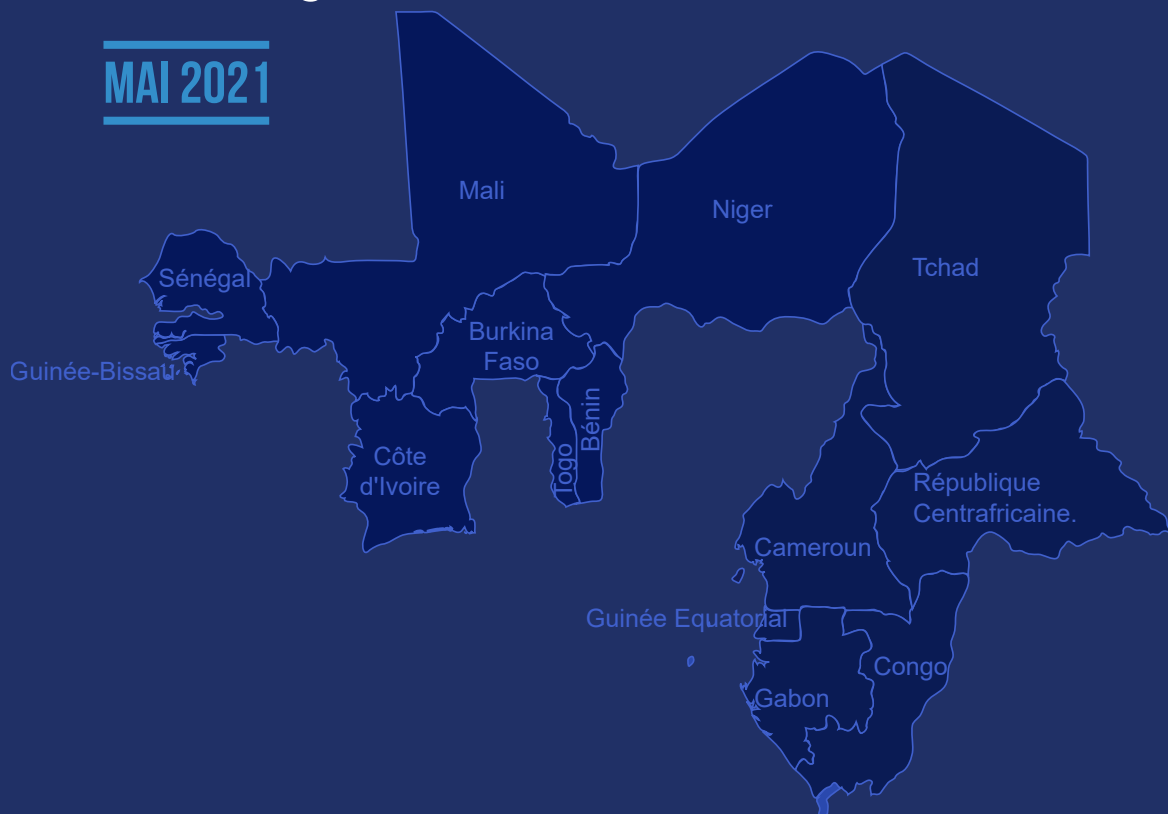 MAI 2021
Mali
Niger
Tchad
Sénégal
Burkina
Faso
Guinée-Bissau
Bénin
Togo
Côte
d'Ivoire
République
Centrafricaine.
Cameroun
Guinée Equatorial
Congo
Gabon